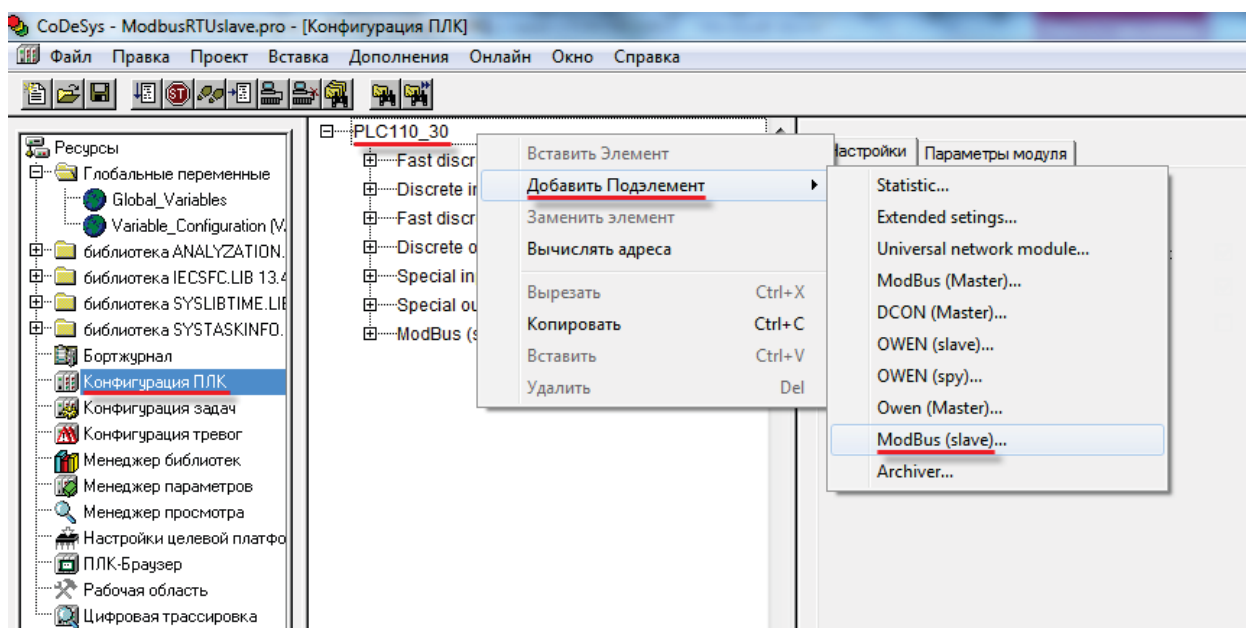 CoDeSys - ModbusRTUslave.pro - [Конфигурация ПЛК]
Файл Правка Проект Вставка Дополнения Онлайн Окно Справка
Ресурсы
Глобальные переменные
Global_Variables
Variable_Configuration (V.
библиотека ANALYZATION.
библиотека IECSFC.LIB 13.4
библиотека SYSLIBTIME.LIB
библиотека SYSTASKINFO.
Бортжурнал
Конфигурация ПЛК
Конфигурация задач
Конфигурация тревог
Менеджер библиотек
Менеджер параметров
Менеджер просмотра
Настройки целевой платфо
ПЛК-Браузер
Рабочая область
Цифровая трассировка
PLC110_30
Fast discr
Discrete in
Fast discr
Discrete o
Special in
Special ou
ModBus (s
Вставить Элемент
Добавить Подэлемент
Заменить элемент
Вычислять адреса
Вырезать Ctrl+X
Копировать Ctrl+C
Вставить Ctrl+V
Удалить Del
Настройки Параметры модуля
Statistic...
Extended setings...
Universal network module...
ModBus (Master)...
DCON (Master)...
OWEN (slave)...
OWEN (spy)...
Owen (Master)...
ModBus (slave)...
Archiver...